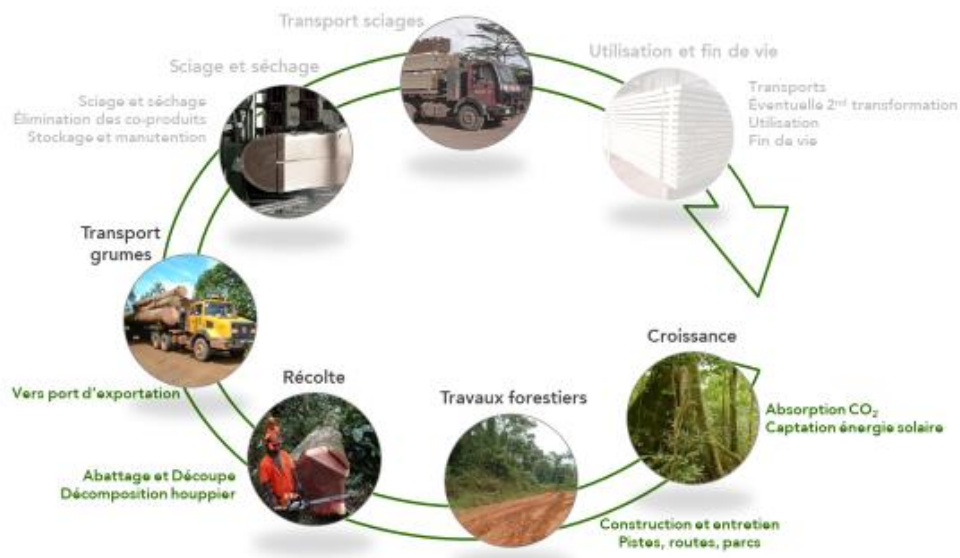 Transport sciages
Utilisation et fin de vie
Sciage et séchage
Transports
Éventuelle 2nd transformation
Utilisation
Fin de vie
Sciage et séchage
Élimination des co-produits
Stockage et manutention
Transport
grumes
Vers port d'exportation
Récolte
Abattage et Découpe
Décomposition houppier
Travaux forestiers
Construction et entretien
Pistes, routes, parcs
Croissance
Absorption CO₂
Captation énergie solaire